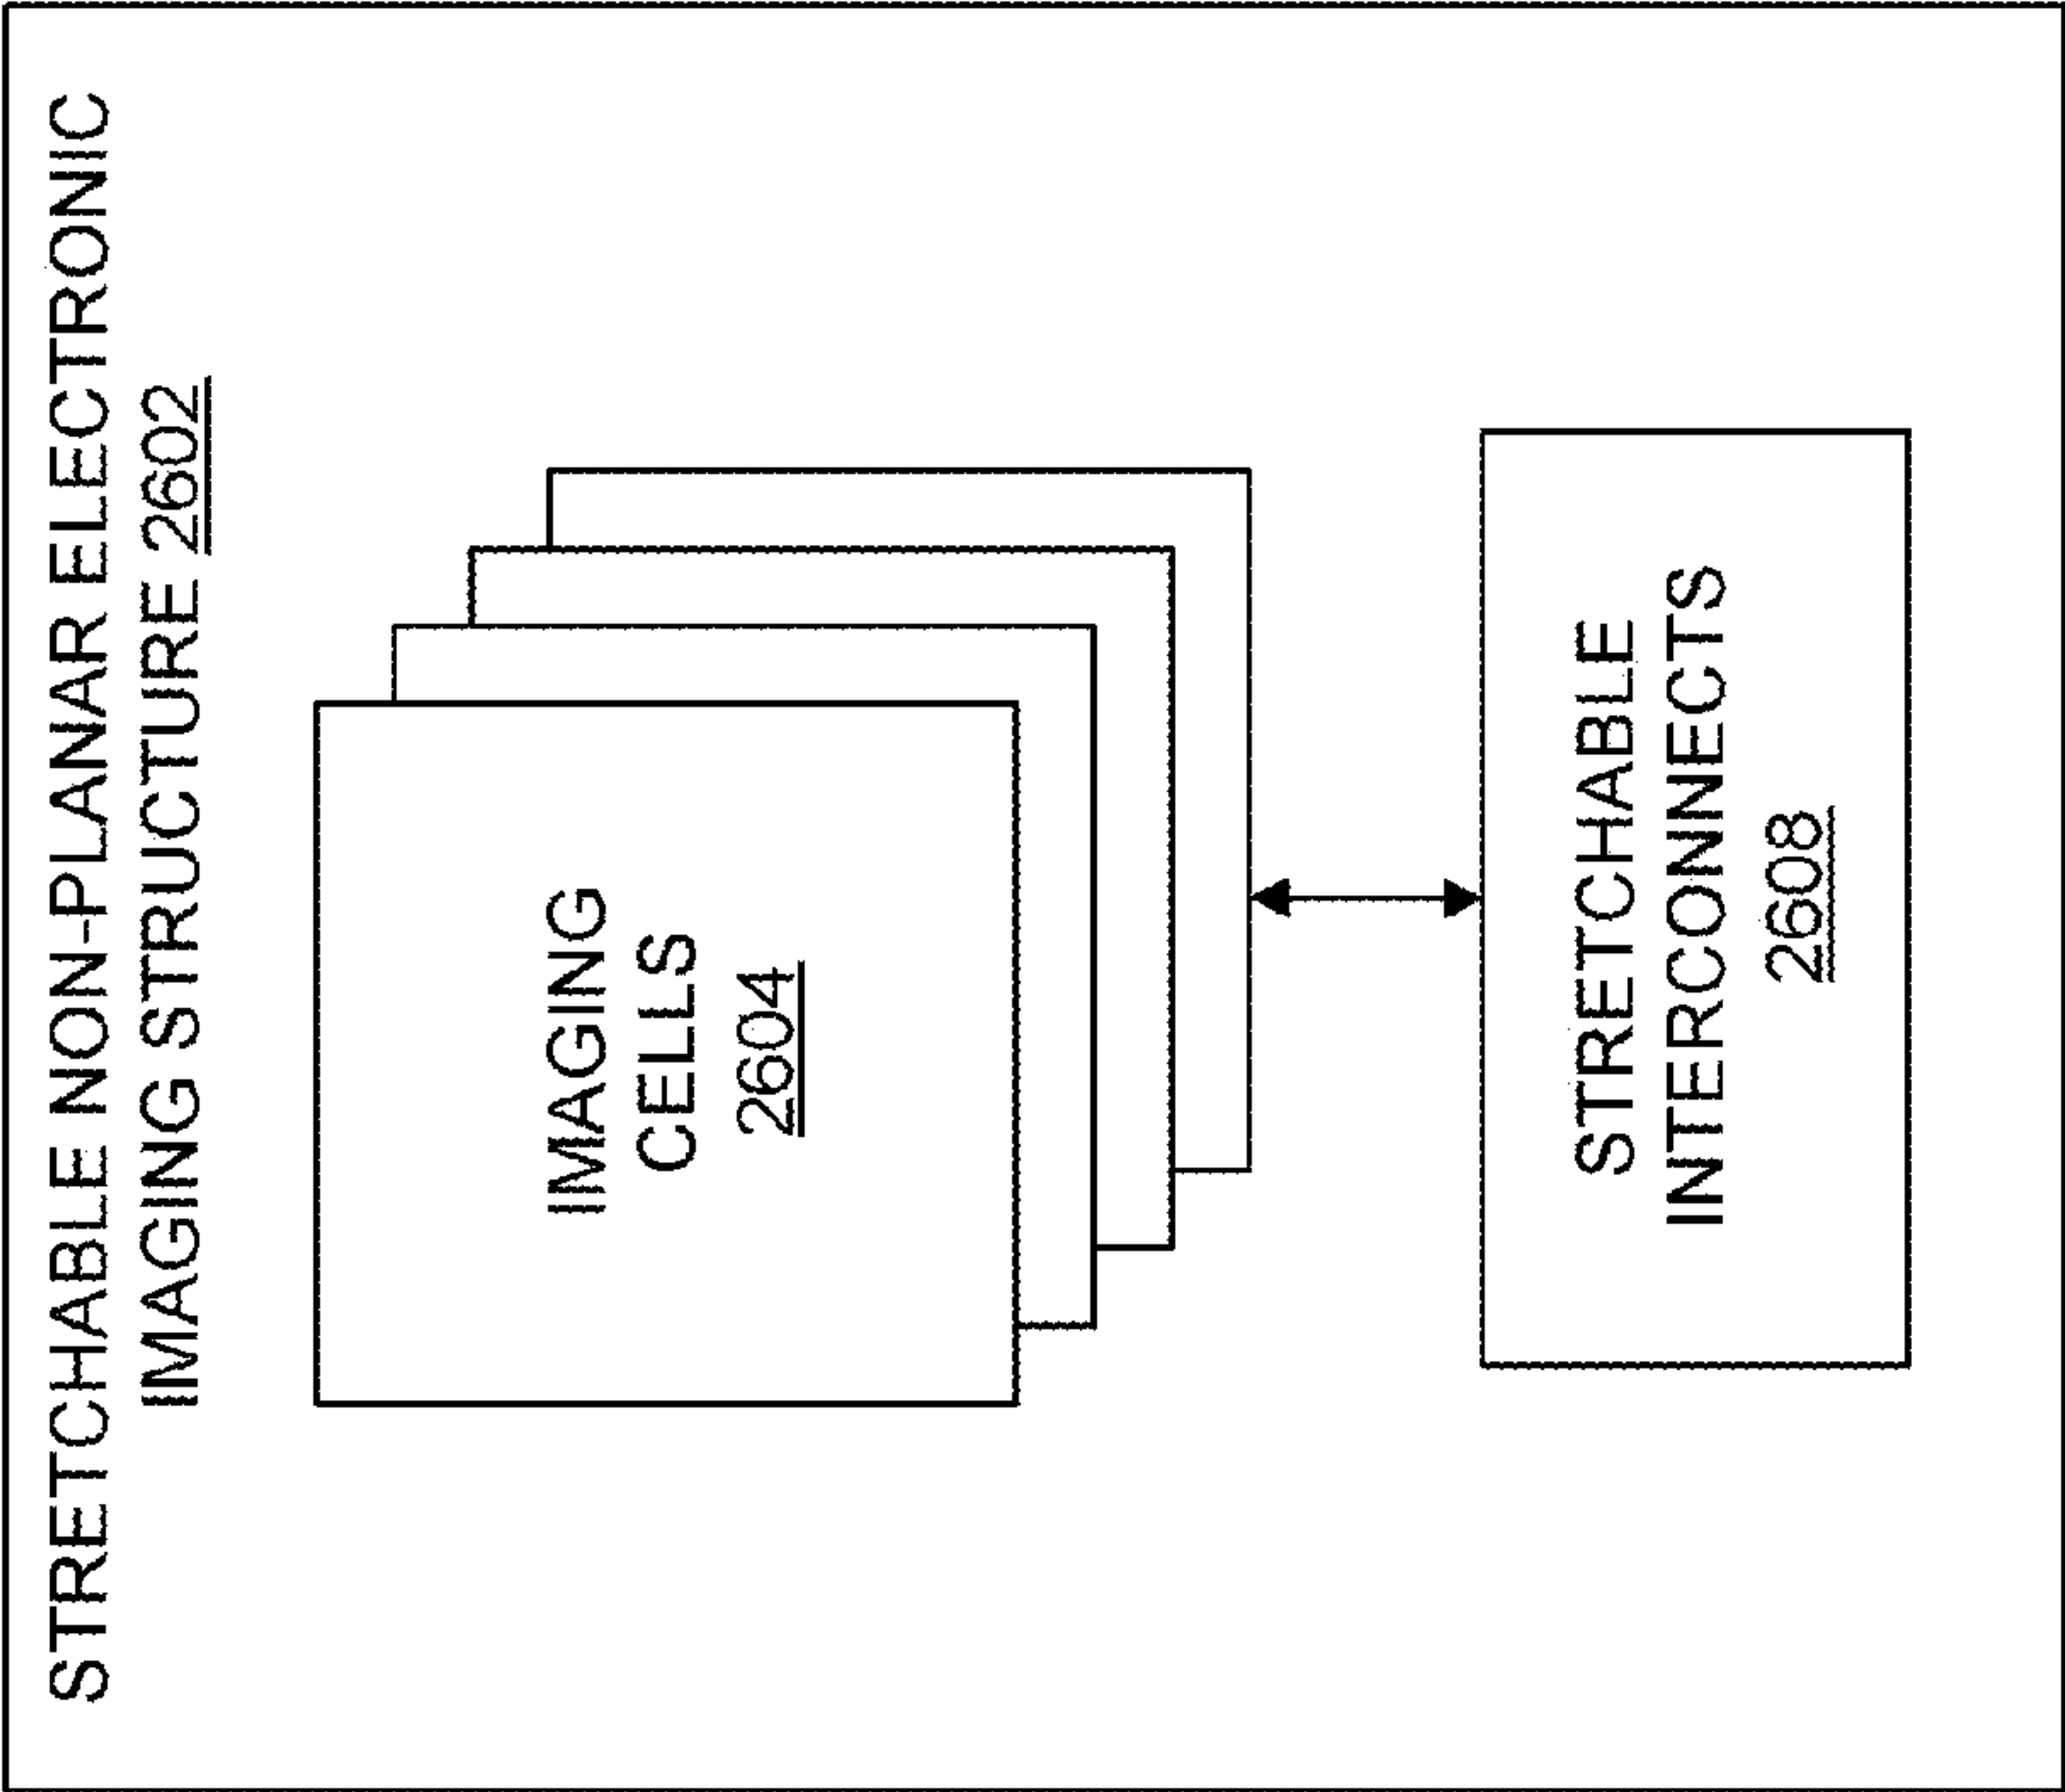 STRETCHABLE NON-PLANAR ELECTRONIC
IMAGING STRUCTURE 2602
IMAGING
CELLS
2604
STRETCHABLE
INTERCONNECTS
2608